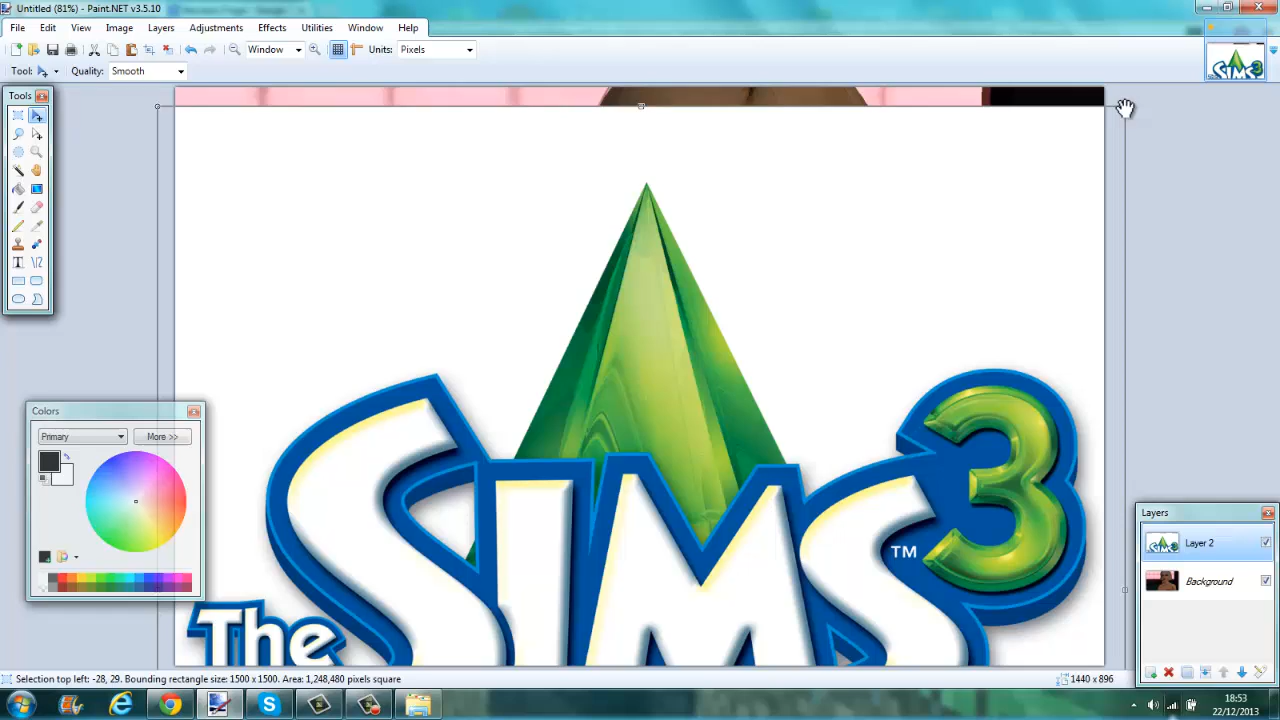 Untitled (81%) - Paint.NET v3.5.10
File Edit View Image Layers Adjustments Effects Utilities Window Help
Window Units: Pixels
Tool: Quality: Smooth
Tools
The SIMS 3
TM
Colors
Primary More >>
Layers
Layer 2
Background
Selection top left: -28, 29. Bounding rectangle size: 1500 x 1500. Area: 1,248,480 pixels square
1440 x 896
18:53
22/12/2013